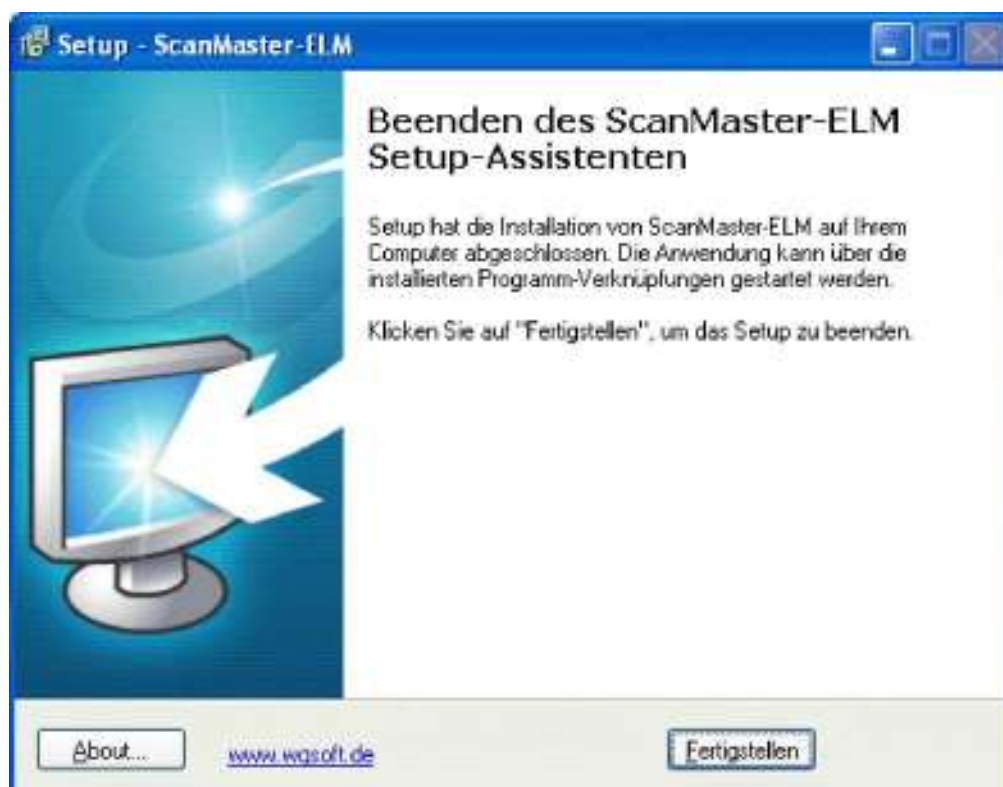 Setup - ScanMaster-ELM
Beenden des ScanMaster-ELM
Setup-Assistenten
Setup hat die Installation von ScanMaster-ELM auf Ihrem
Computer abgeschlossen. Die Anwendung kann über die
installierten Programm-Verknüpfungen gestartet werden.
Klicken Sie auf "Fertigstellen", um das Setup zu beenden.
About...
www.wgsoft.de
Fertigstellen